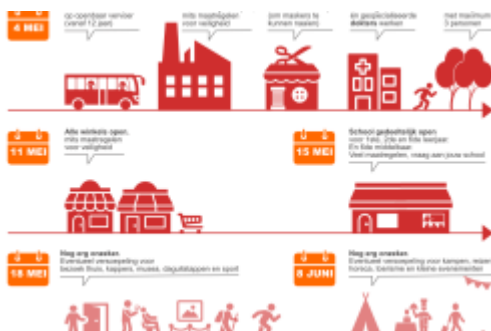 4 MEI
op openbaar vervoer
(vanaf 12 jaar)
mits maatregelen
voor veiligheid
(om maskers te
kunnen naaien)
en gespecialiseerde
dokters werken
met maximum
3 personen
11 MEI
Alle winkels open,
mits maatregelen
voor veiligheid
15 MEI
School gedeeltelijk open
voor 1ste, 2de en 6de leerjaar.
En 6de middelbaar.
Veel maatregelen, vraag aan jouw school
18 MEI
Nog erg onzeker.
Eventueel versoepeling voor
bezoek thuis, kappers, musea, daguitstappen en sport
8 JUNI
Nog erg onzeker.
Eventueel versoepeling voor kampen, reizen
horeca, toerisme en kleine evenementen